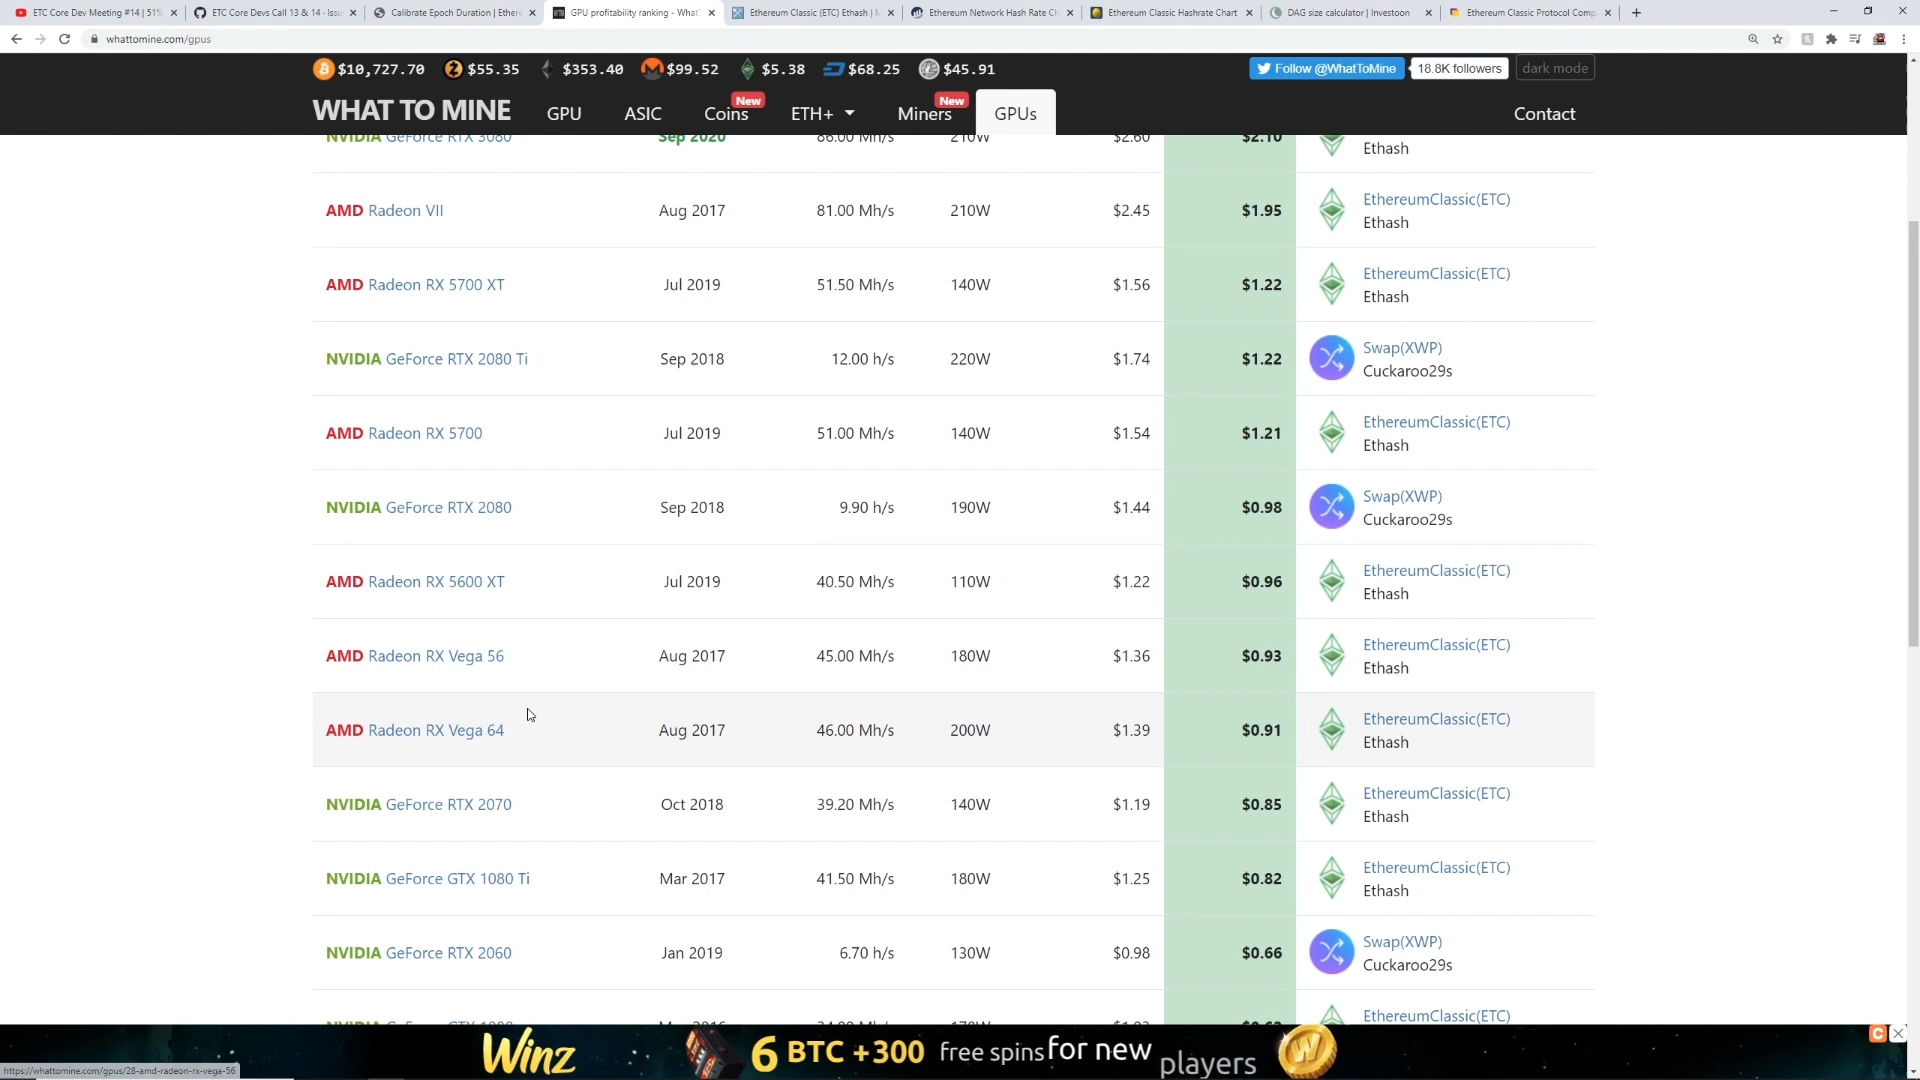 ETC Core Dev Meeting #14 | 51%
ETC Core Devs Call 13 & 14 - Issu
Calibrate Epoch Duration | Ether
GPU profitability ranking - What
Ethereum Classic (ETC) Ethash |
Ethereum Network Hash Rate Ch
Ethereum Classic Hashrate Chart
DAG size calculator | Investoon
Ethereum Classic Protocol Comp
whattomine.com/gpus
$10,727.70 $55.35 $353.40 $99.52 $5.38 $68.25 $45.91
Follow @WhatToMine 18.8K followers dark mode
WHAT TO MINE GPU ASIC Coins New ETH+ Miners New GPUs Contact
NVIDIA GeForce RTX 3080 Sep 2020 86.00 Mh/s 210W $2.60 $2.10
Ethash
AMD Radeon VII Aug 2017 81.00 Mh/s 210W $2.45 $1.95 EthereumClassic(ETC)
Ethash
AMD Radeon RX 5700 XT Jul 2019 51.50 Mh/s 140W $1.56 $1.22 EthereumClassic(ETC)
Ethash
NVIDIA GeForce RTX 2080 Ti Sep 2018 12.00 h/s 220W $1.74 $1.22 Swap(XWP)
Cuckaroo29s
AMD Radeon RX 5700 Jul 2019 51.00 Mh/s 140W $1.54 $1.21 EthereumClassic(ETC)
Ethash
NVIDIA GeForce RTX 2080 Sep 2018 9.90 h/s 190W $1.44 $0.98 Swap(XWP)
Cuckaroo29s
AMD Radeon RX 5600 XT Jul 2019 40.50 Mh/s 110W $1.22 $0.96 EthereumClassic(ETC)
Ethash
AMD Radeon RX Vega 56 Aug 2017 45.00 Mh/s 180W $1.36 $0.93 EthereumClassic(ETC)
Ethash
AMD Radeon RX Vega 64 Aug 2017 46.00 Mh/s 200W $1.39 $0.91 EthereumClassic(ETC)
Ethash
NVIDIA GeForce RTX 2070 Oct 2018 39.20 Mh/s 140W $1.19 $0.85 EthereumClassic(ETC)
Ethash
NVIDIA GeForce GTX 1080 Ti Mar 2017 41.50 Mh/s 180W $1.25 $0.82 EthereumClassic(ETC)
Ethash
NVIDIA GeForce RTX 2060 Jan 2019 6.70 h/s 130W $0.98 $0.66 Swap(XWP)
Cuckaroo29s
EthereumClassic(ETC)
Winz 6 BTC +300 free spins for new players
https://whattomine.com/gpus/28-amd-radeon-rx-vega-56